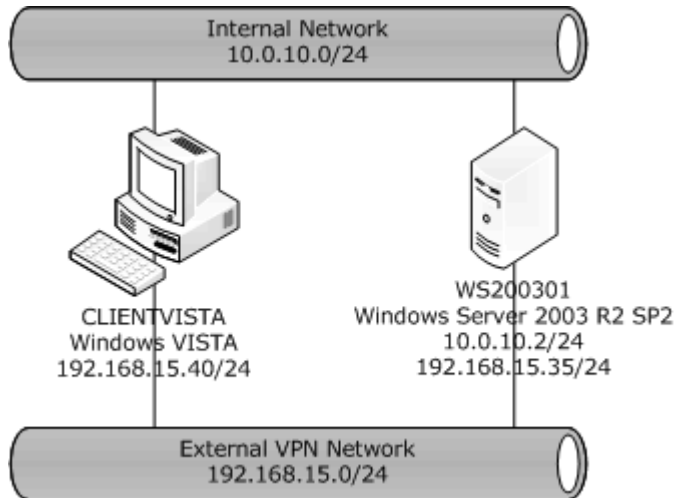 Internal Network
10.0.10.0/24
CLIENTVISTA
Windows VISTA
192.168.15.40/24
WS200301
Windows Server 2003 R2 SP2
10.0.10.2/24
192.168.15.35/24
External VPN Network
192.168.15.0/24